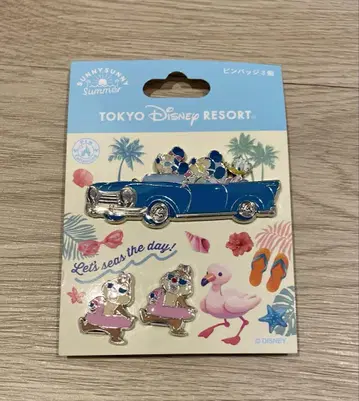 SUNNY SUNNY
Summer
ピンバッジ3個
TOKYO DISNEY RESORT
Let's seas the day!
© DISNEY